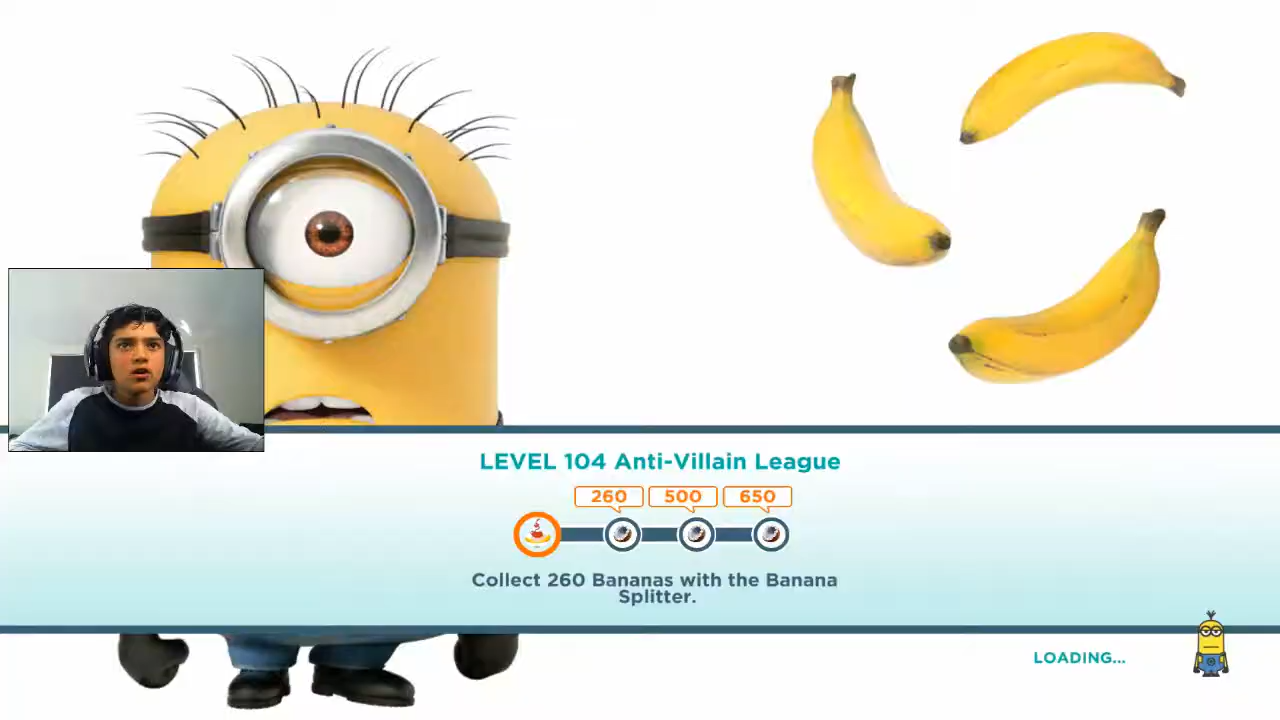 LEVEL 104 Anti-Villain League
260 500 650
Collect 260 Bananas with the Banana
Splitter.
LOADING...